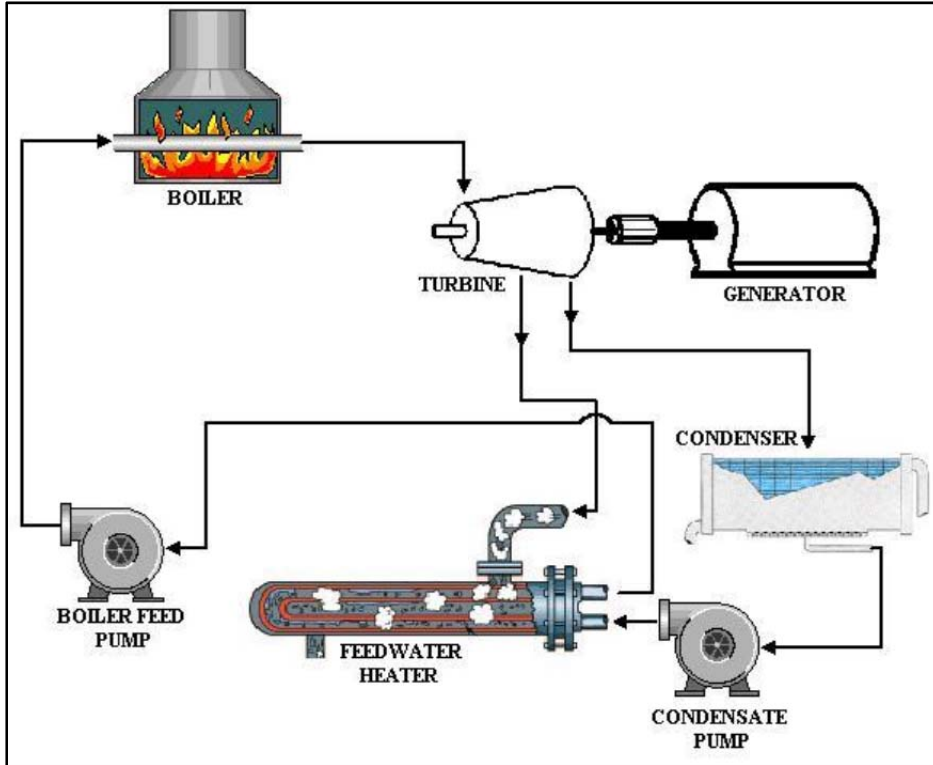 BOILER
TURBINE
GENERATOR
CONDENSER
BOILER FEED
PUMP
FEEDWATER
HEATER
CONDENSATE
PUMP